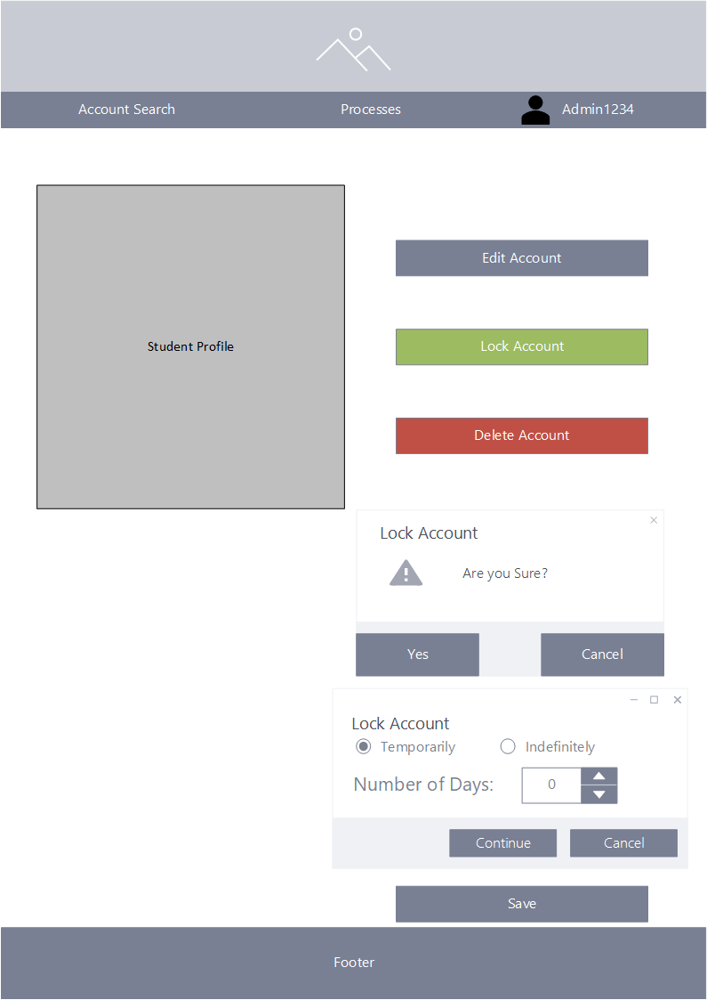 Account Search
Processes
Admin1234
Student Profile
Edit Account
Lock Account
Delete Account
Lock Account
Are you Sure?
Yes
Cancel
Lock Account
Temporarily
Indefinitely
Number of Days:
0
Continue
Cancel
Save
Footer